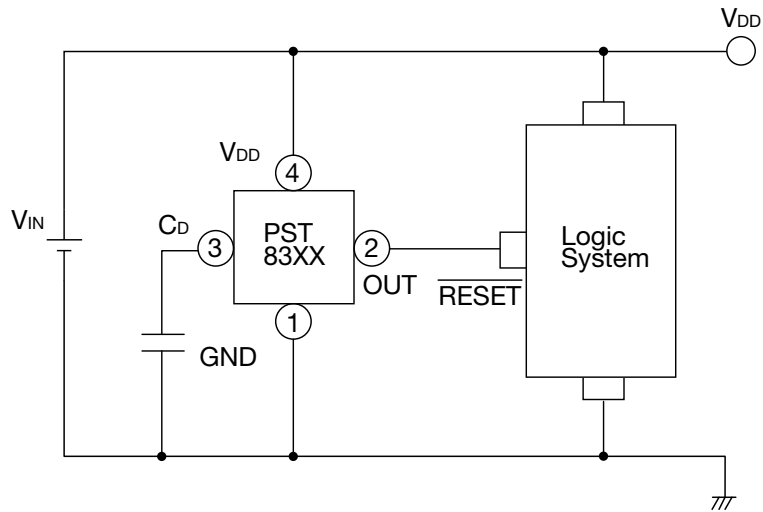 VDD
VDD
4
VIN
CD
3
PST
83XX
2
OUT
RESET
Logic
System
1
GND